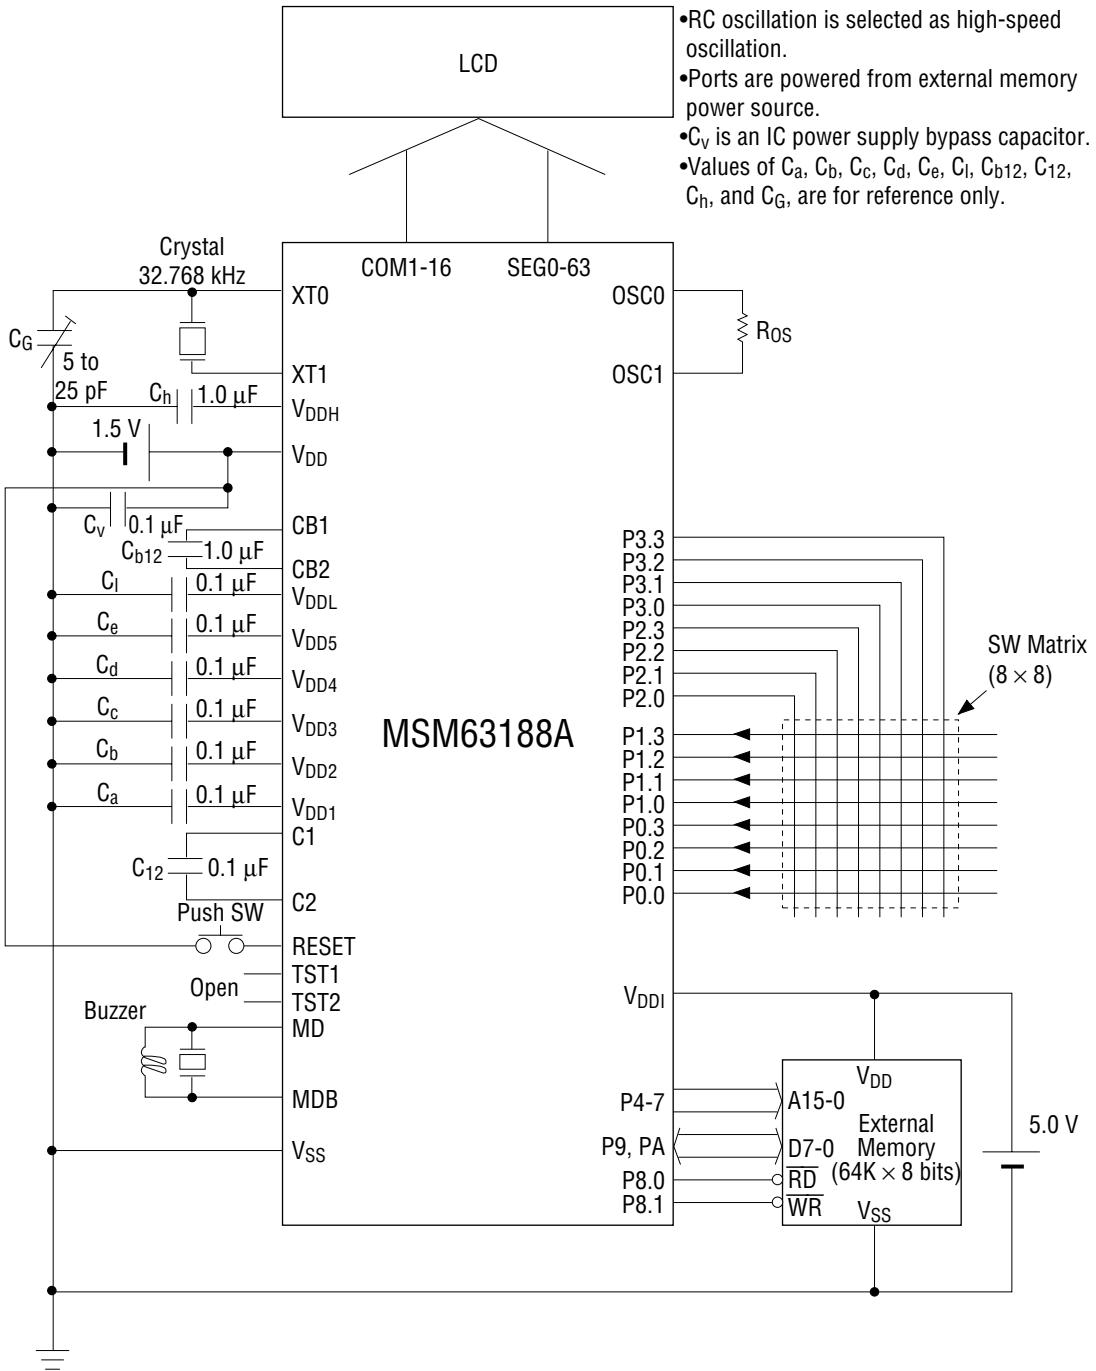 LCD
•RC oscillation is selected as high-speed
oscillation.
•Ports are powered from external memory
power source.
•Cv is an IC power supply bypass capacitor.
•Values of Ca, Cb, Cc, Cd, Ce, Cl, Cb12, C12,
Ch, and CG, are for reference only.
Crystal
32.768 kHz
COM1-16
SEG0-63
XT0
OSC0
CG
ROS
5 to
25 pF
XT1
OSC1
Ch
1.0 µF
VDDH
1.5 V
VDD
Cv
0.1 µF
CB1
Cb12
1.0 µF
CB2
Cl
0.1 µF
VDDL
Ce
0.1 µF
VDD5
Cd
0.1 µF
VDD4
Cc
0.1 µF
VDD3
Cb
0.1 µF
VDD2
Ca
0.1 µF
VDD1
C1
C12
0.1 µF
C2
MSM63188A
P3.3
P3.2
P3.1
P3.0
P2.3
P2.2
P2.1
P2.0
SW Matrix
(8 × 8)
P1.3
P1.2
P1.1
P1.0
P0.3
P0.2
P0.1
P0.0
Push SW
RESET
TST1
Open
TST2
Buzzer
MD
MDB
VSS
VDDI
VDD
P4-7
A15-0
External
Memory
(64K × 8 bits)
P9, PA
D7-0
P8.0
RD
P8.1
WR
VSS
5.0 V